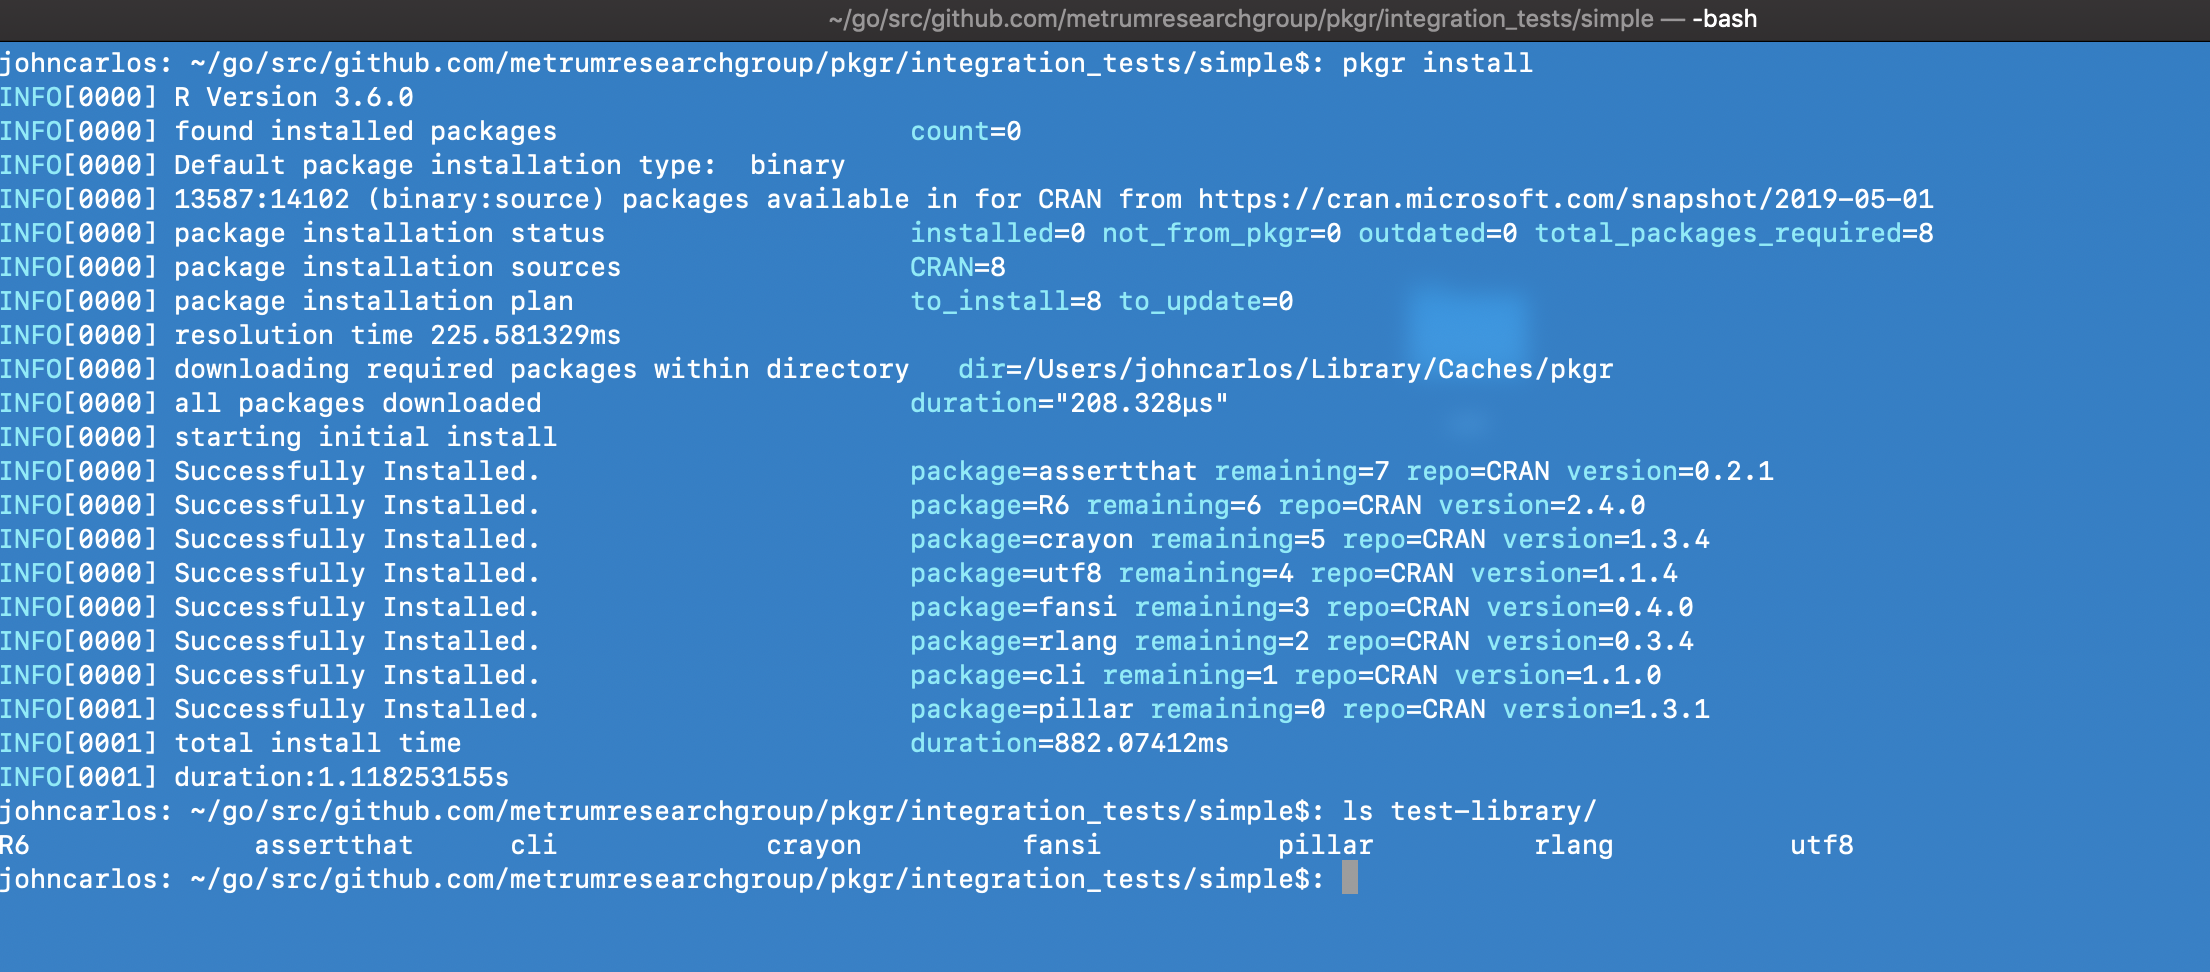 ~/go/src/github.com/metrumresearchgroup/pkgr/integration_tests/simple — -bash
johncarlos: ~/go/src/github.com/metrumresearchgroup/pkgr/integration_tests/simple$: pkgr install
INFO[0000] R Version 3.6.0
INFO[0000] found installed packages count=0
INFO[0000] Default package installation type:  binary
INFO[0000] 13587:14102 (binary:source) packages available in for CRAN from https://cran.microsoft.com/snapshot/2019-05-01
INFO[0000] package installation status installed=0 not_from_pkgr=0 outdated=0 total_packages_required=8
INFO[0000] package installation sources CRAN=8
INFO[0000] package installation plan to_install=8 to_update=0
INFO[0000] resolution time 225.581329ms
INFO[0000] downloading required packages within directory dir=/Users/johncarlos/Library/Caches/pkgr
INFO[0000] all packages downloaded duration="208.328µs"
INFO[0000] starting initial install
INFO[0000] Successfully Installed. package=assertthat remaining=7 repo=CRAN version=0.2.1
INFO[0000] Successfully Installed. package=R6 remaining=6 repo=CRAN version=2.4.0
INFO[0000] Successfully Installed. package=crayon remaining=5 repo=CRAN version=1.3.4
INFO[0000] Successfully Installed. package=utf8 remaining=4 repo=CRAN version=1.1.4
INFO[0000] Successfully Installed. package=fansi remaining=3 repo=CRAN version=0.4.0
INFO[0000] Successfully Installed. package=rlang remaining=2 repo=CRAN version=0.3.4
INFO[0000] Successfully Installed. package=cli remaining=1 repo=CRAN version=1.1.0
INFO[0001] Successfully Installed. package=pillar remaining=0 repo=CRAN version=1.3.1
INFO[0001] total install time duration=882.07412ms
INFO[0001] duration:1.118253155s
johncarlos: ~/go/src/github.com/metrumresearchgroup/pkgr/integration_tests/simple$: ls test-library/
R6 assertthat cli crayon fansi pillar rlang utf8
johncarlos: ~/go/src/github.com/metrumresearchgroup/pkgr/integration_tests/simple$: